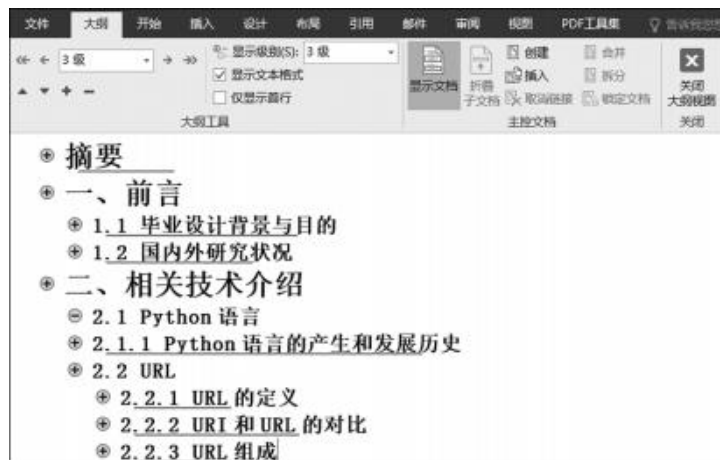 文件 大纲 开始 插入 设计 布局 引用 邮件 审阅 视图 PDF工具集 告诉我您想
3 级 显示级别(S): 3 级 创建 合并
显示文本格式 插入 拆分
仅显示首行 显示文档 折叠子文档 取消链接 锁定文档 关闭大纲视图
大纲工具 主控文档 关闭
摘要
一、前言
1.1 毕业设计背景与目的
1.2 国内外研究状况
二、相关技术介绍
2.1 Python 语言
2.1.1 Python 语言的产生和发展历史
2.2 URL
2.2.1 URL 的定义
2.2.2 URI 和 URL 的对比
2.2.3 URL 组成